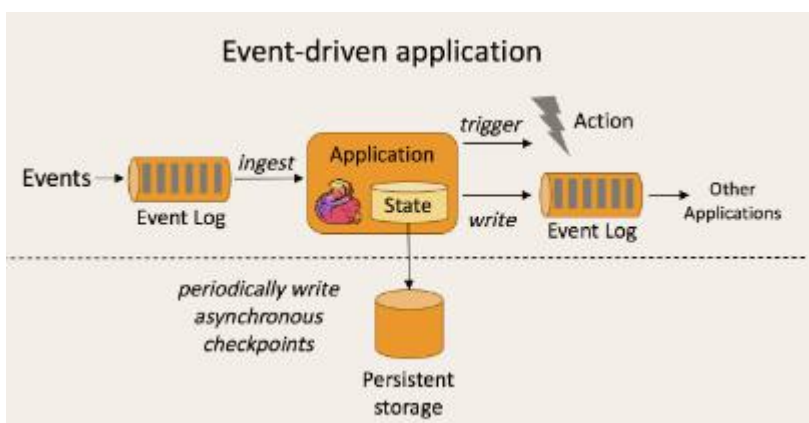 Event-driven application
Events
Event Log
ingest
Application
State
trigger
Action
write
Event Log
Other
Applications
periodically write
asynchronous
checkpoints
Persistent
storage